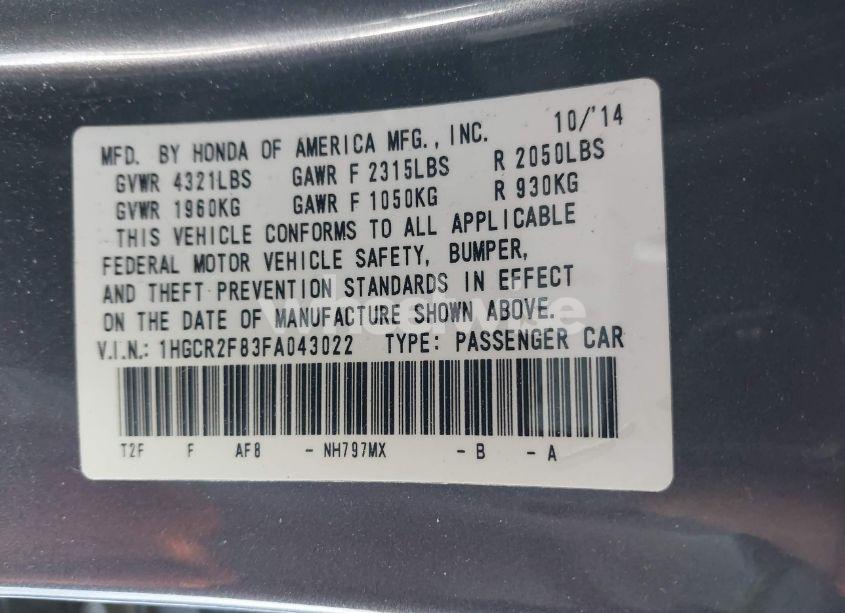 MFD. BY HONDA OF AMERICA MFG., INC. 10/'14
GVWR 4321LBS GAWR F 2315LBS R 2050LBS
GVWR 1960KG GAWR F 1050KG R 930KG
THIS VEHICLE CONFORMS TO ALL APPLICABLE
FEDERAL MOTOR VEHICLE SAFETY, BUMPER,
AND THEFT PREVENTION STANDARDS IN EFFECT
ON THE DATE OF MANUFACTURE SHOWN ABOVE.
V.I.N.: 1HGCR2F83FA043022 TYPE: PASSENGER CAR
T2F F AF8 - NH797MX - B - A